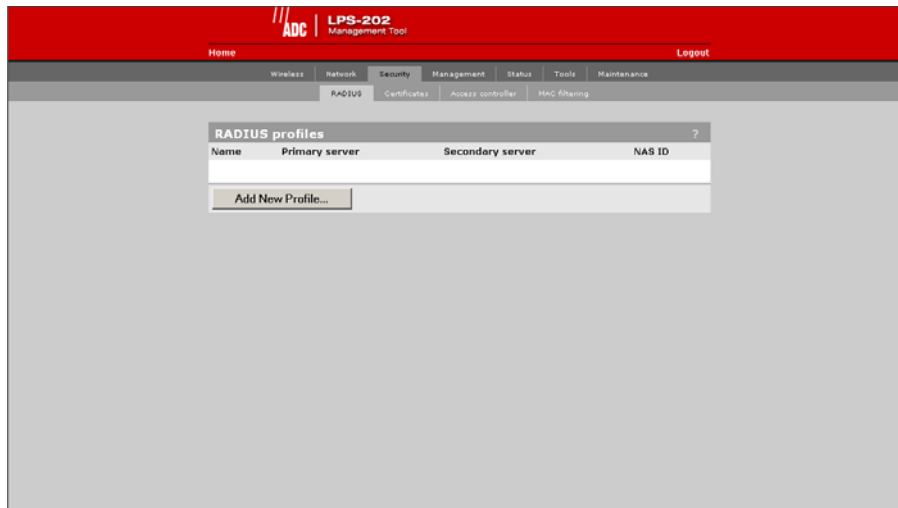 ADC LPS-202
Management Tool
Home Logout
Wireless Network Security Management Status Tools Maintenance
RADIUS Certificates Access controller MAC filtering
RADIUS profiles ?
Name Primary server Secondary server NAS ID
Add New Profile...